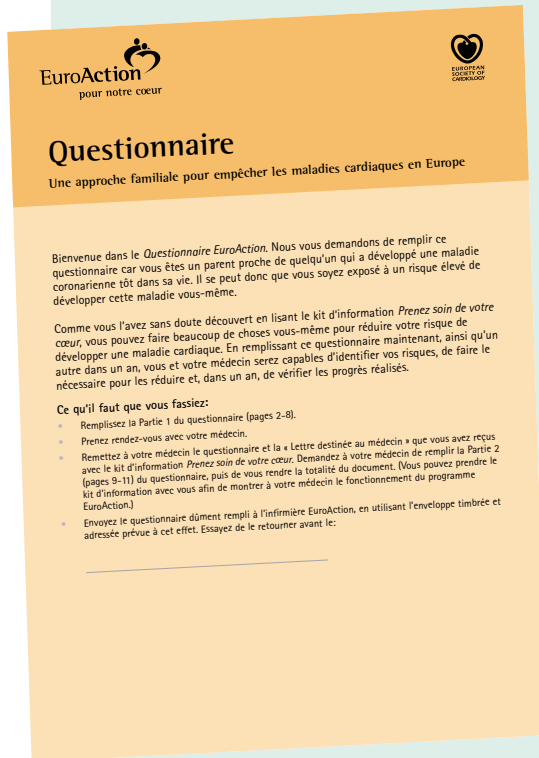 EuroAction
pour notre cœur
EUROPEAN
SOCIETY OF
CARDIOLOGY
Questionnaire
Une approche familiale pour empêcher les maladies cardiaques en Europe
Bienvenue dans le Questionnaire EuroAction. Nous vous demandons de remplir ce
questionnaire car vous êtes un parent proche de quelqu'un qui a développé une maladie
coronarienne tôt dans sa vie. Il se peut donc que vous soyez exposé à un risque élevé de
développer cette maladie vous-même.
Comme vous l'avez sans doute découvert en lisant le kit d'information Prenez soin de votre
cœur, vous pouvez faire beaucoup de choses vous-même pour réduire votre risque de
développer une maladie cardiaque. En remplissant ce questionnaire maintenant, ainsi qu'un
autre dans un an, vous et votre médecin serez capables d'identifier vos risques, de faire le
nécessaire pour les réduire et, dans un an, de vérifier les progrès réalisés.
Ce qu'il faut que vous fassiez:
• Remplissez la Partie 1 du questionnaire (pages 2-8).
• Prenez rendez-vous avec votre médecin.
• Remettez à votre médecin le questionnaire et la « Lettre destinée au médecin » que vous avez reçus
avec le kit d'information Prenez soin de votre cœur. Demandez à votre médecin de remplir la Partie 2
(pages 9-11) du questionnaire, puis de vous rendre la totalité du document. (Vous pouvez prendre le
kit d'information avec vous afin de montrer à votre médecin le fonctionnement du programme
EuroAction.)
• Envoyez le questionnaire dûment rempli à l'infirmière EuroAction, en utilisant l'enveloppe timbrée et
adressée prévue à cet effet. Essayez de le retourner avant le: